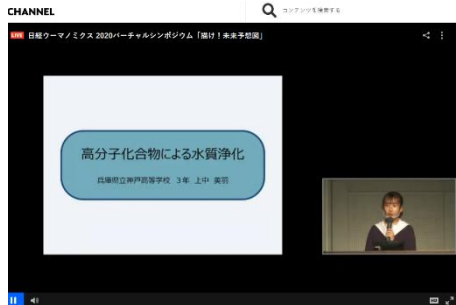 CHANNEL
コンテンツを検索する
LIVE 日経ウーマノミクス 2020バーチャルシンポジウム「描け!未来予想図」
高分子化合物による水質浄化
兵庫県立神戸高等学校 3年 上中 美羽